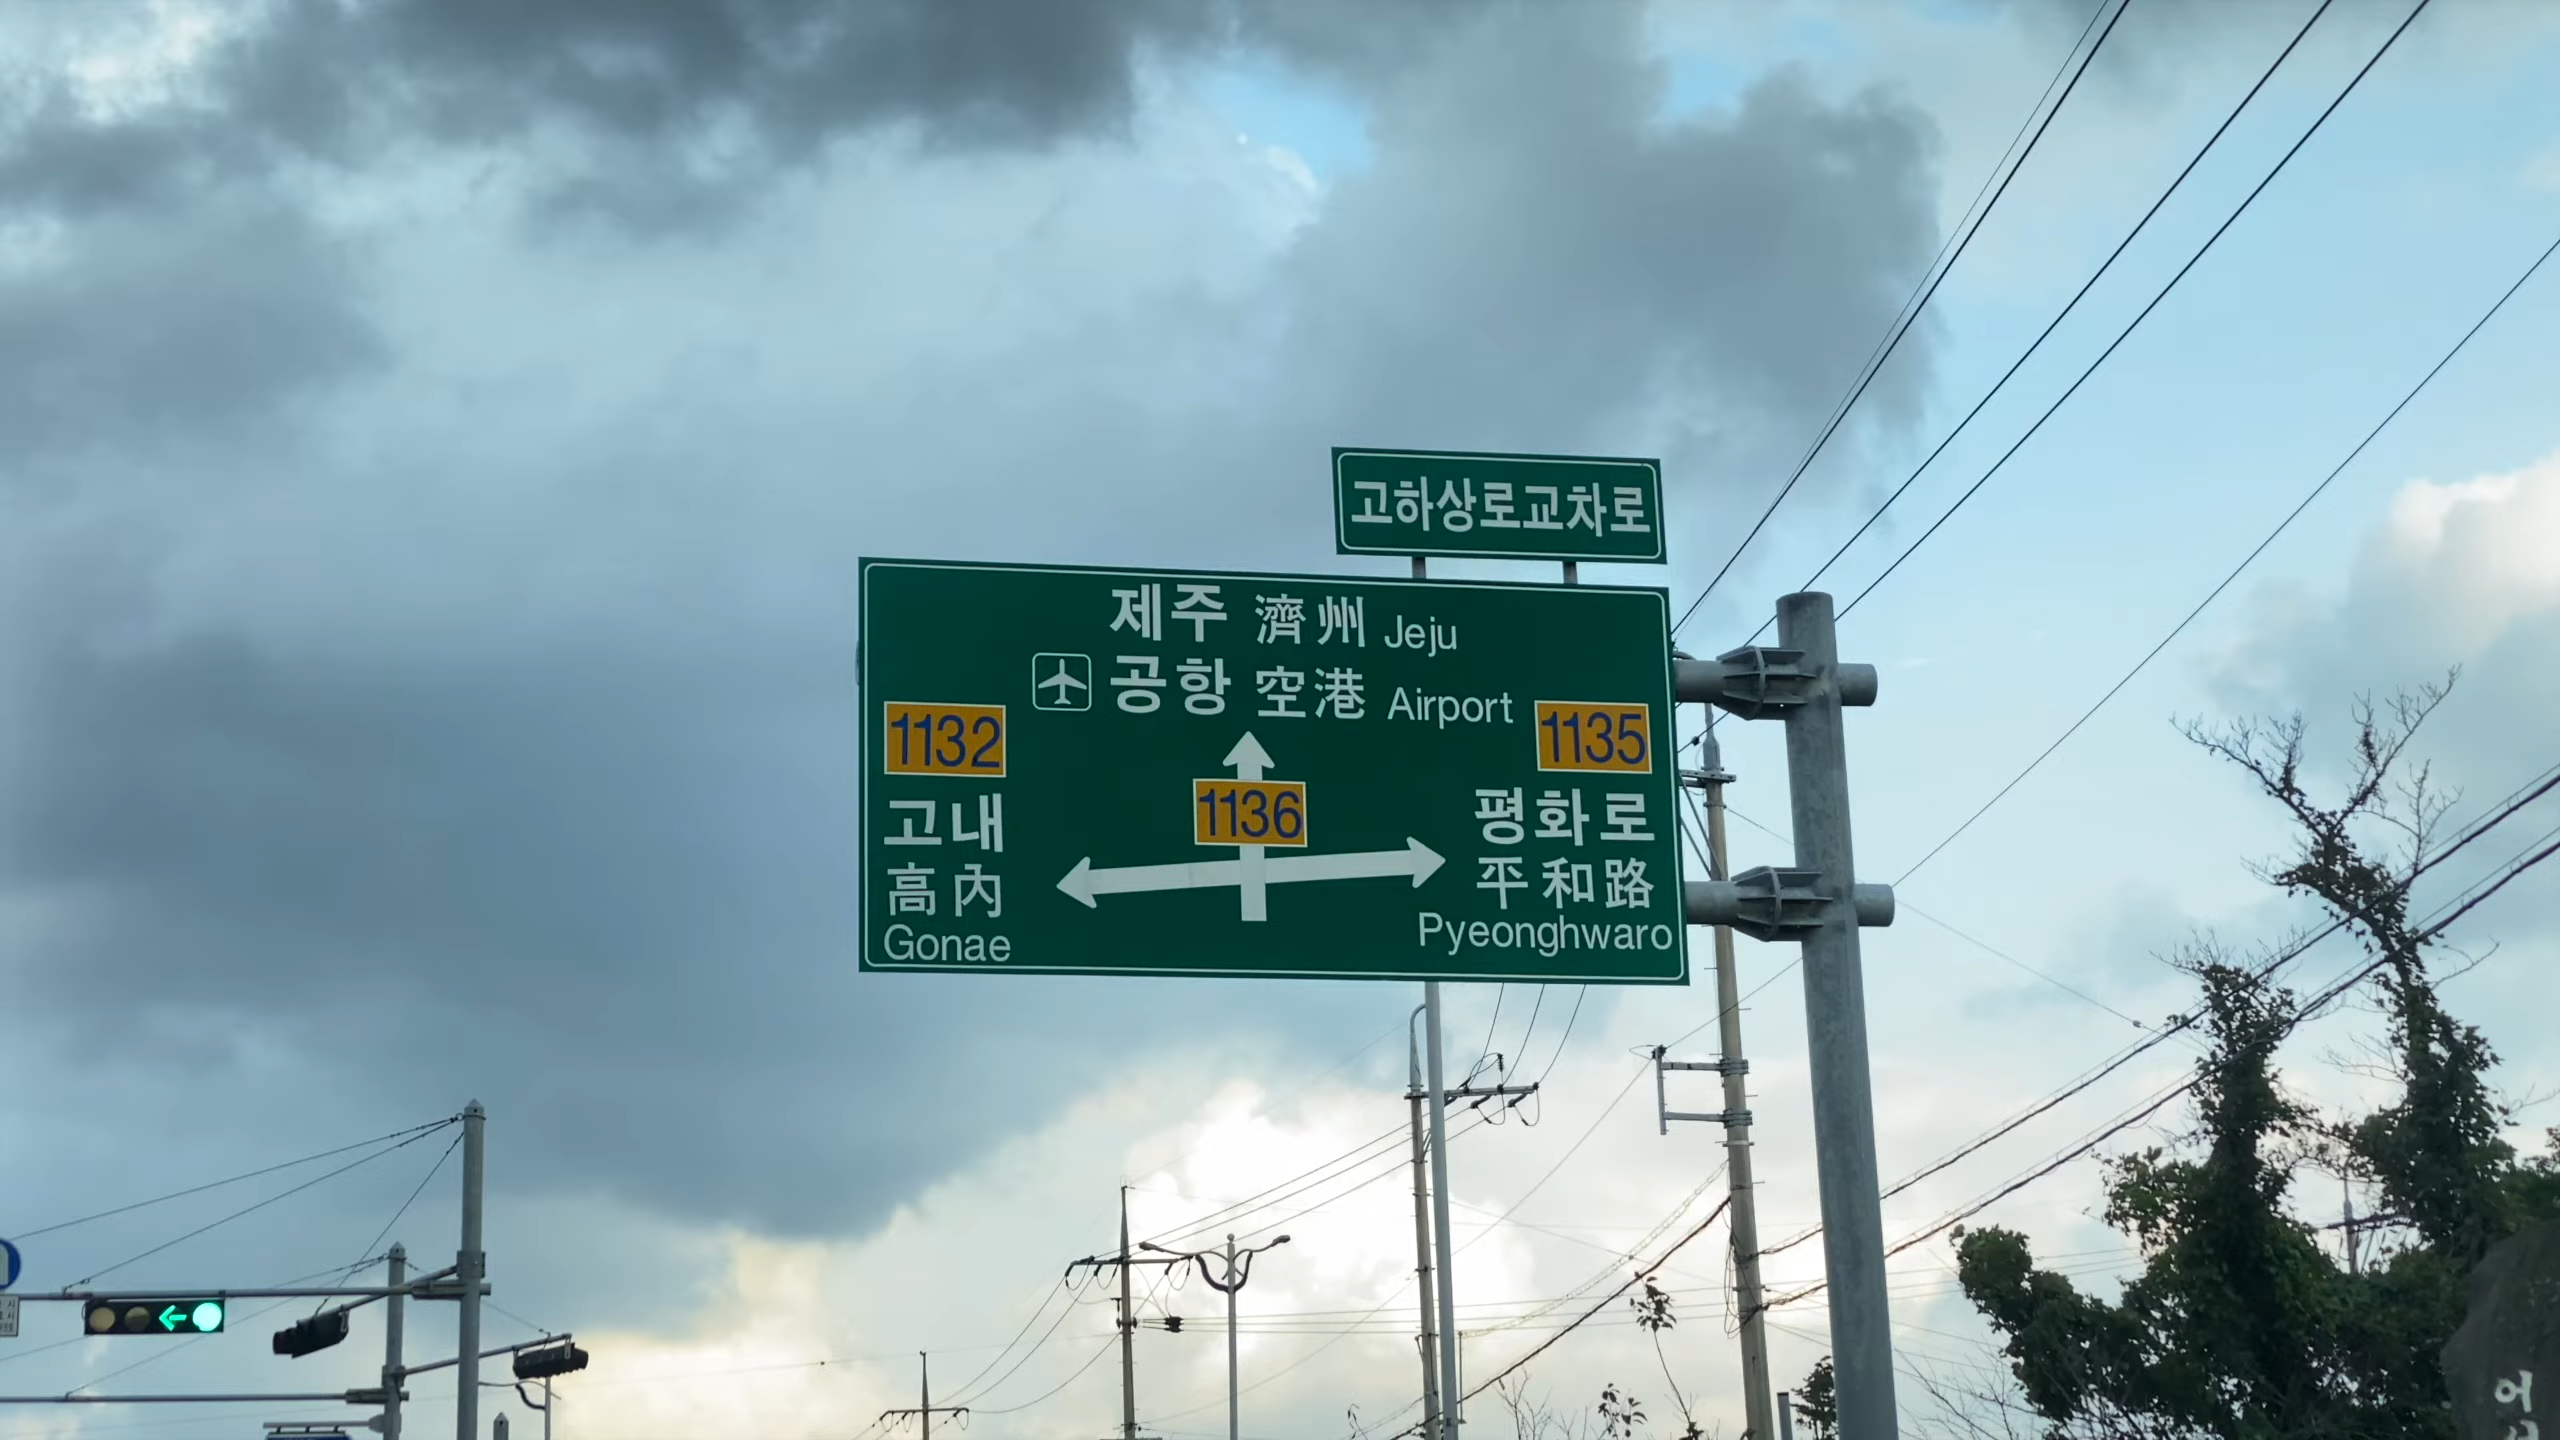 고하상로교차로
제주 濟州 Jeju
공항 空港 Airport
1132
1135
1136
고내
高內
Gonae
평화로
平和路
Pyeonghwaro
어